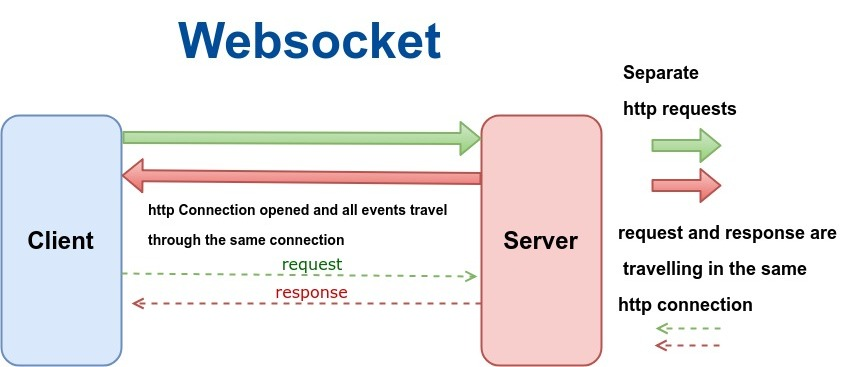 Websocket
Separate
http requests
Client
http Connection opened and all events travel
through the same connection
request
response
Server
request and response are
travelling in the same
http connection